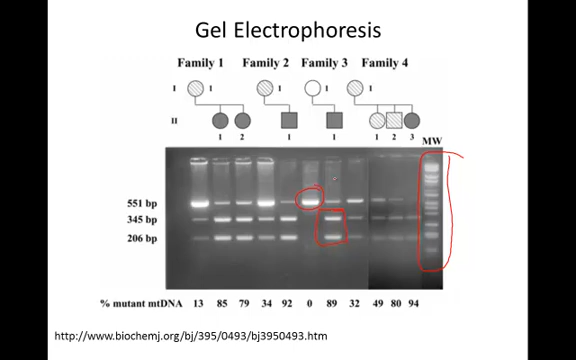 Gel Electrophoresis
Family 1 Family 2 Family 3 Family 4
I 1 1 1 1
II
1 2 1 1 1 2 3
MW
551 bp
345 bp
206 bp
% mutant mtDNA 13 85 79 34 92 0 89 32 49 80 94
http://www.biochemj.org/bj/395/0493/bj3950493.htm